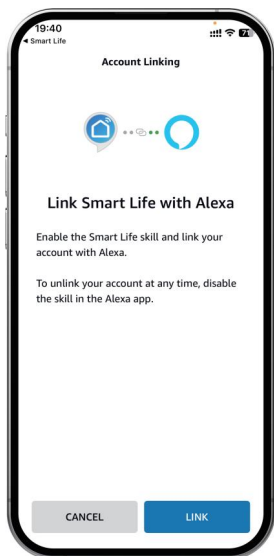 19:40
◀ Smart Life
Account Linking
Link Smart Life with Alexa
Enable the Smart Life skill and link your
account with Alexa.
To unlink your account at any time, disable
the skill in the Alexa app.
CANCEL
LINK